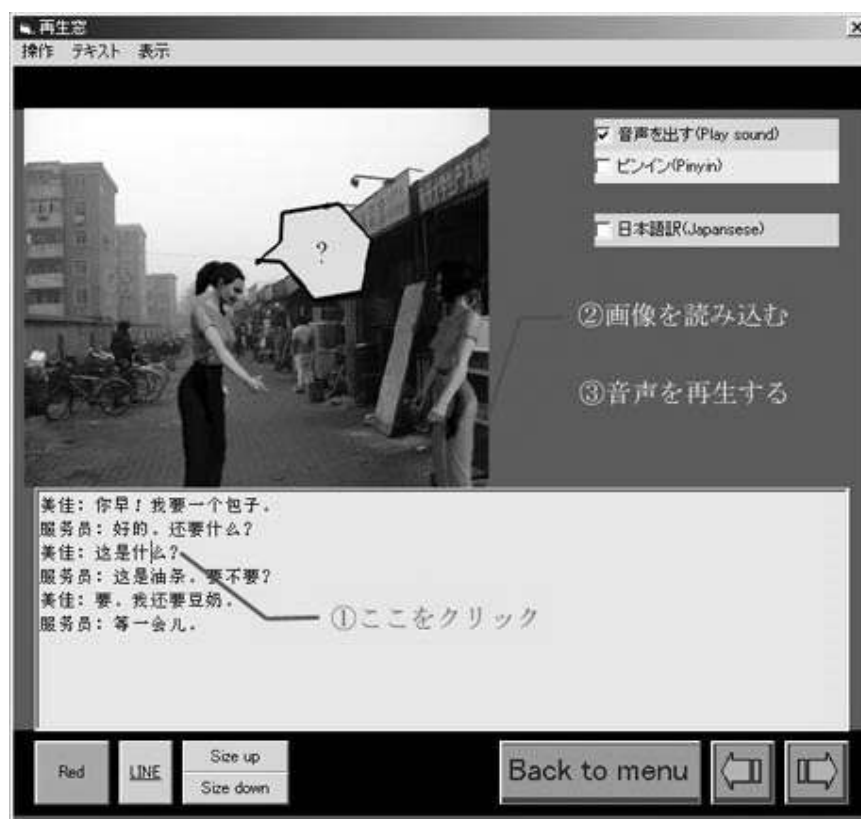 再生窓
操作 テキスト 表示
音声を出す(Play sound)
ピンイン(Pinyin)
日本語訳(Japansese)
?
②画像を読み込む
③音声を再生する
美佳：你早！我要一个包子。
服务员：好的。还要什么？
美佳：这是什么？
服务员：这是油条。要不要？
美佳：要。我还要豆奶。
服务员：等一会儿。
①ここをクリック
Red
LINE
Size up
Size down
Back to menu